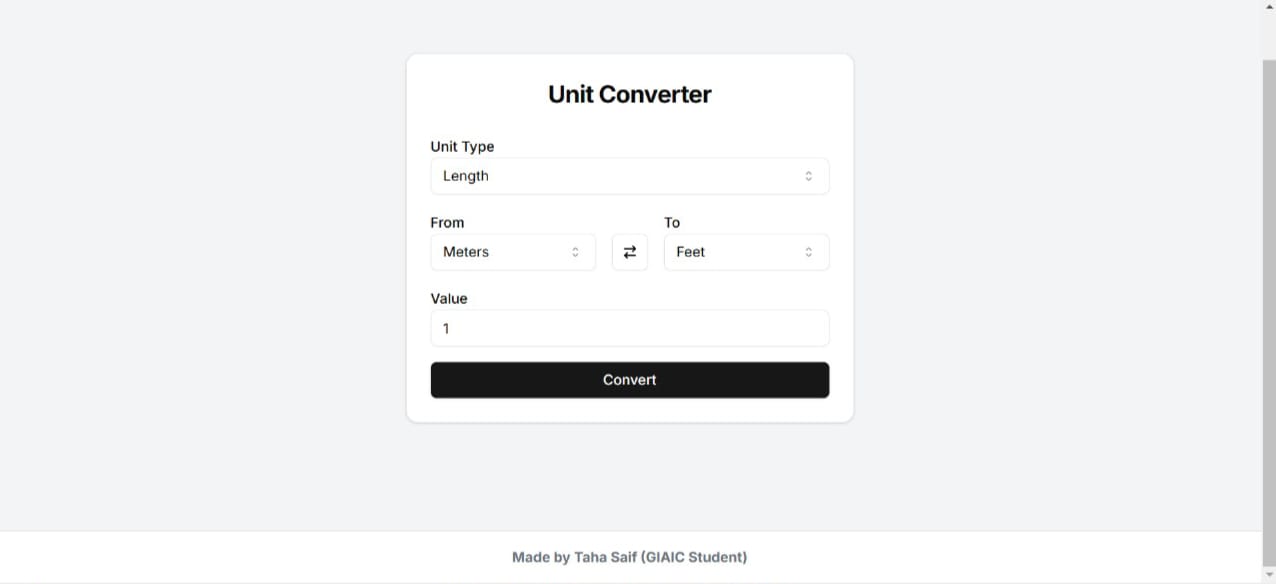 Unit Converter
Unit Type
Length
From
To
Meters
Feet
Value
1
Convert
Made by Taha Saif (GIAIC Student)